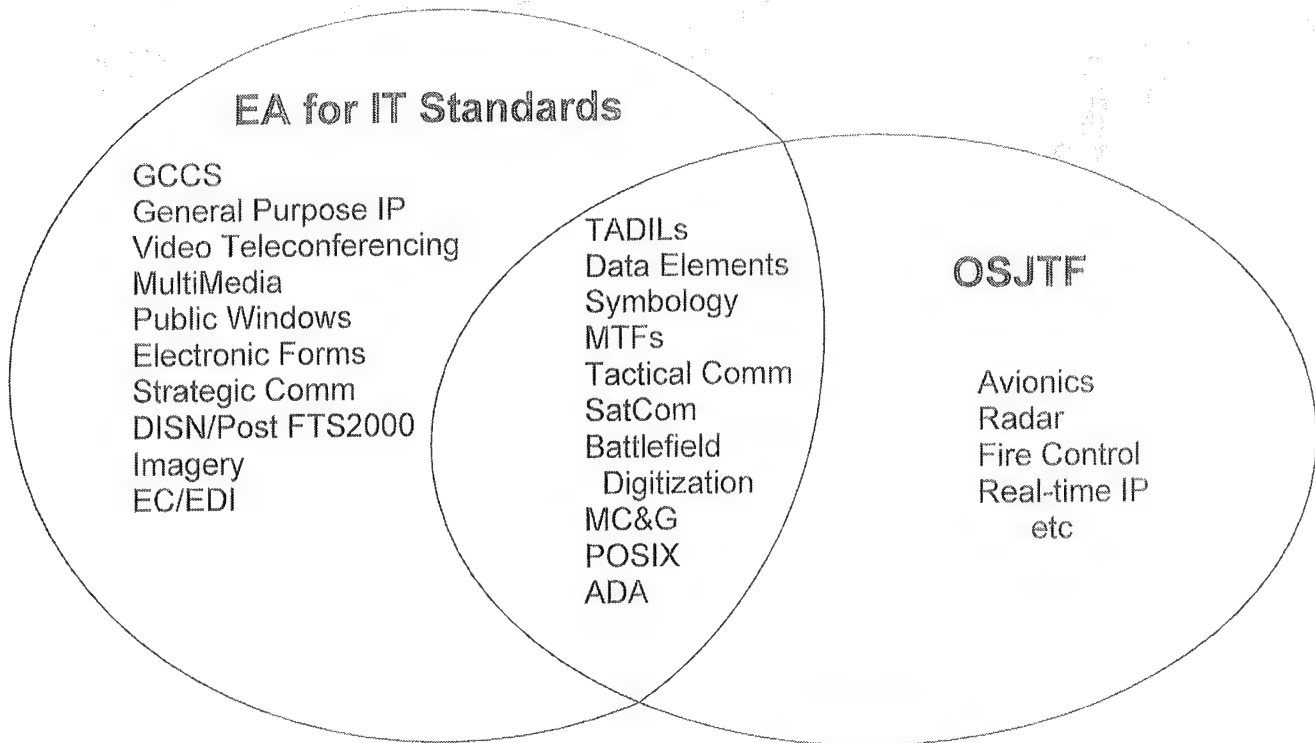 EA for IT Standards
GCCS
General Purpose IP
Video Teleconferencing
MultiMedia
Public Windows
Electronic Forms
Strategic Comm
DISN/Post FTS2000
Imagery
EC/EDI
TADILs
Data Elements
Symbology
MTFs
Tactical Comm
SatCom
Battlefield
Digitization
MC&G
POSIX
ADA
OSJTF
Avionics
Radar
Fire Control
Real-time IP
etc